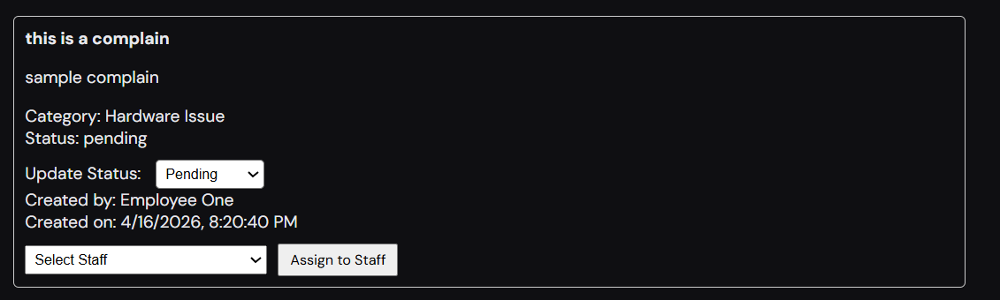 this is a complain
sample complain
Category: Hardware Issue
Status: pending
Update Status: Pending
Created by: Employee One
Created on: 4/16/2026, 8:20:40 PM
Select Staff Assign to Staff